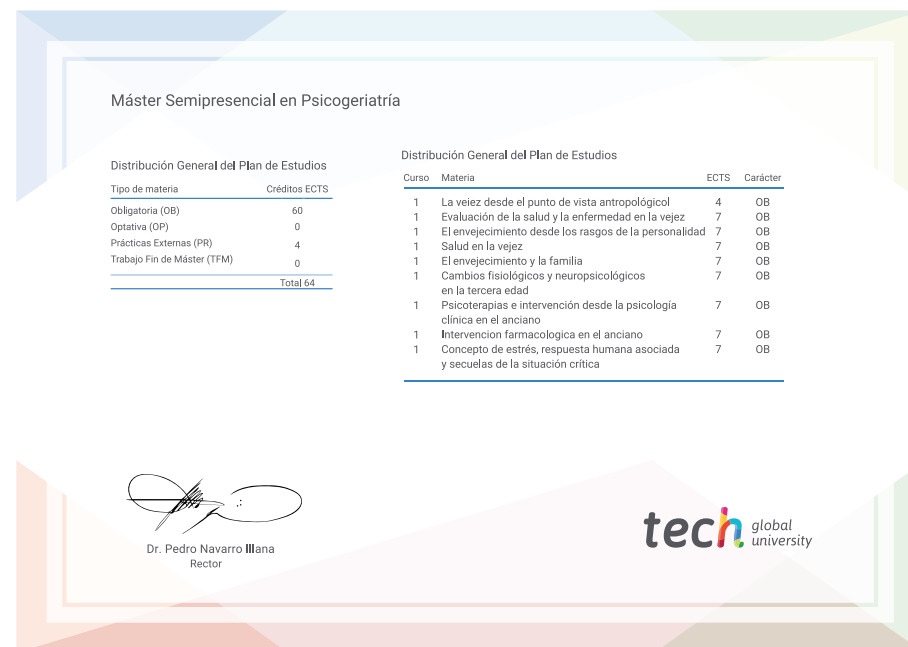 Máster Semipresencial en Psicogeriatría
Distribución General del Plan de Estudios
Tipo de materia Créditos ECTS
Obligatoria (OB) 60
Optativa (OP) 0
Prácticas Externas (PR) 4
Trabajo Fin de Máster (TFM) 0
Total 64
Distribución General del Plan de Estudios
Curso Materia ECTS Carácter
1 La veiez desde el punto de vista antropológicol 4 OB
1 Evaluación de la salud y la enfermedad en la vejez 7 OB
1 El envejecimiento desde los rasgos de la personalidad 7 OB
1 Salud en la vejez 7 OB
1 El envejecimiento y la familia 7 OB
1 Cambios fisiológicos y neuropsicológicos 7 OB
en la tercera edad
1 Psicoterapias e intervención desde la psicología 7 OB
clínica en el anciano
1 Intervencion farmacologica en el anciano 7 OB
1 Concepto de estrés, respuesta humana asociada 7 OB
y secuelas de la situación crítica
Dr. Pedro Navarro Illana
Rector
tech global
university